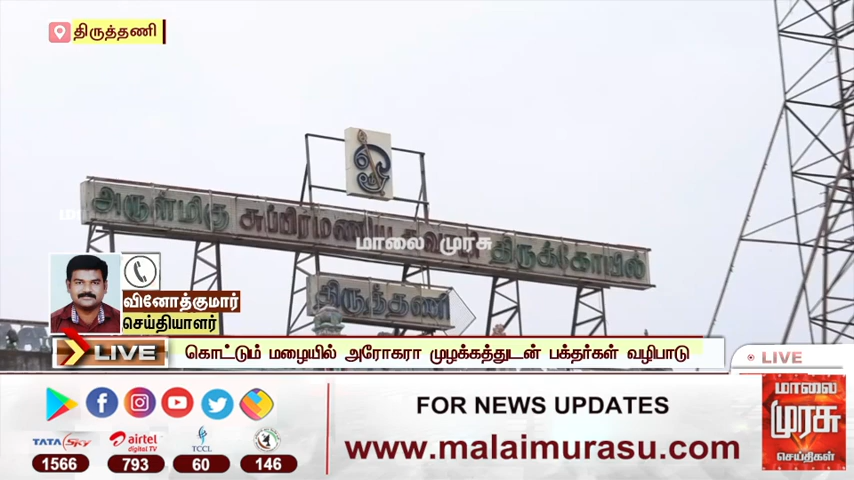 திருத்தணி
ஓ
அருள்மிகு சுப்பிரமணிய சுவாமி திருக்கோயில்
மாலை முரசு
திருத்தணி
வினோத்குமார்
செய்தியாளர்
LIVE
கொட்டும் மழையில் அரோகரா முழக்கத்துடன் பக்தர்கள் வழிபாடு
LIVE
FOR NEWS UPDATES
www.malaimurasu.com
TATA SKY
1566
airtel
digital TV
793
TCCL
60
146
மாலை
முரசு
செய்திகள்